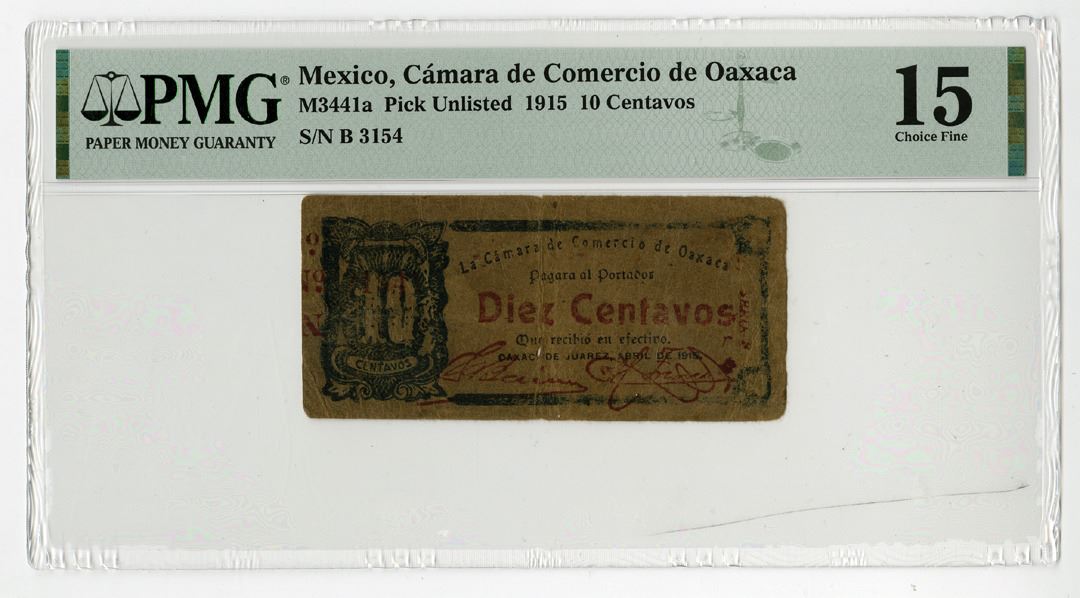 PMG®
PAPER MONEY GUARANTY
Mexico, Cámara de Comercio de Oaxaca
M3441a Pick Unlisted 1915 10 Centavos
S/N B 3154
15
Choice Fine
La Cámara de Comercio de Oaxaca
Pagara al Portador
Diez Centavos
Que recibió en efectivo.
OAXACA DE JUAREZ, ABRIL DE 1915.
10
CENTAVOS